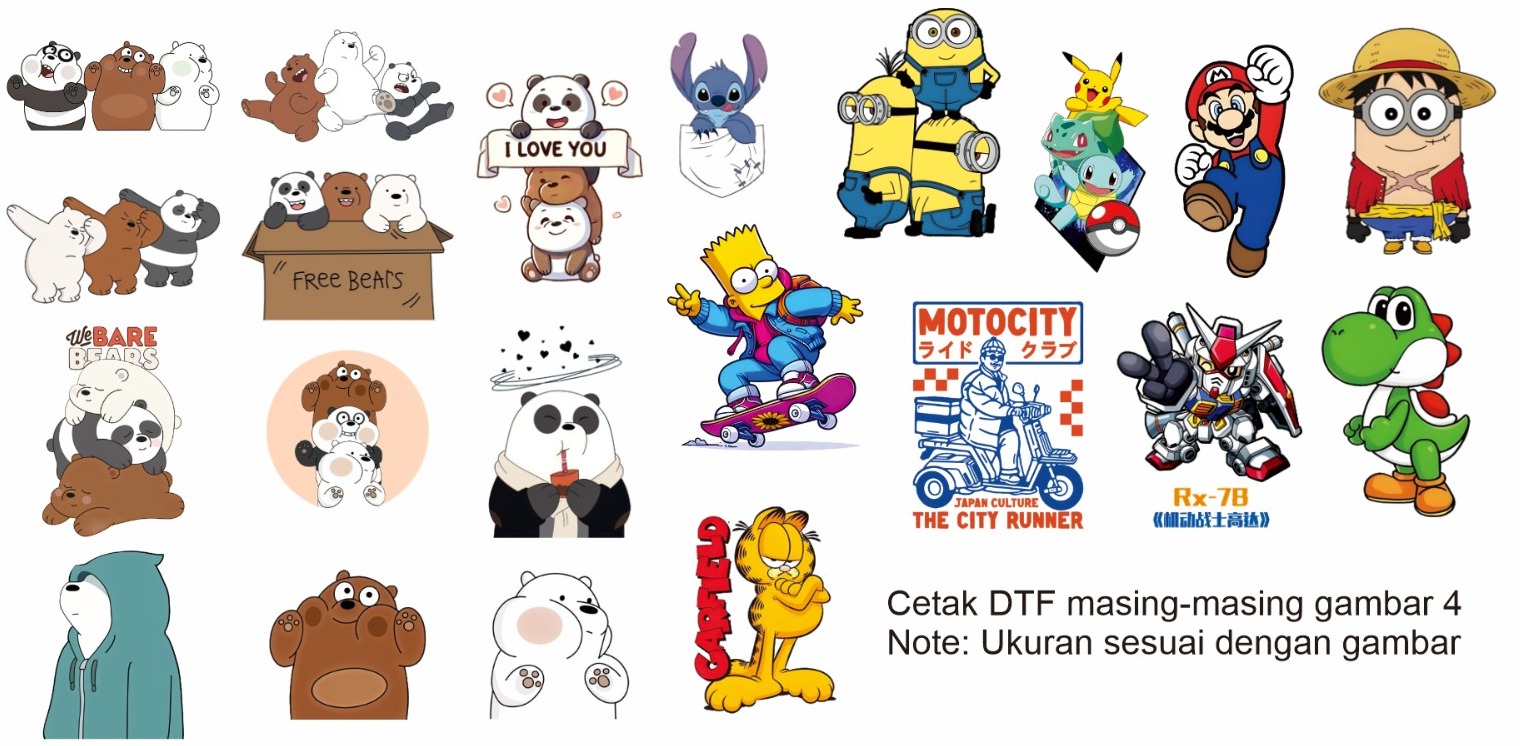 I LOVE YOU
FREE BEARS
We BARE
BEARS
MOTOCITY
ライド クラブ
JAPAN CULTURE
THE CITY RUNNER
Rx-78
《机动战士高达》
GARFIELD
M
Cetak DTF masing-masing gambar 4
Note: Ukuran sesuai dengan gambar